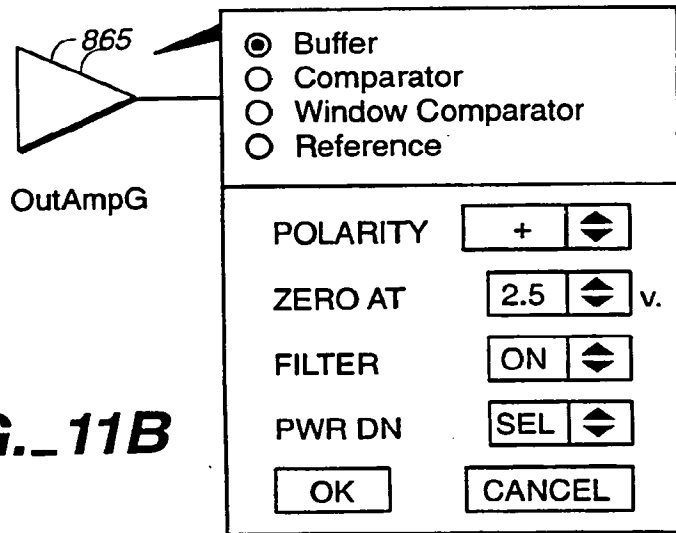 865
Buffer
Comparator
Window Comparator
Reference
OutAmpG
POLARITY +
ZERO AT 2.5 v.
FILTER ON
PWR DN SEL
G._11B
OK CANCEL